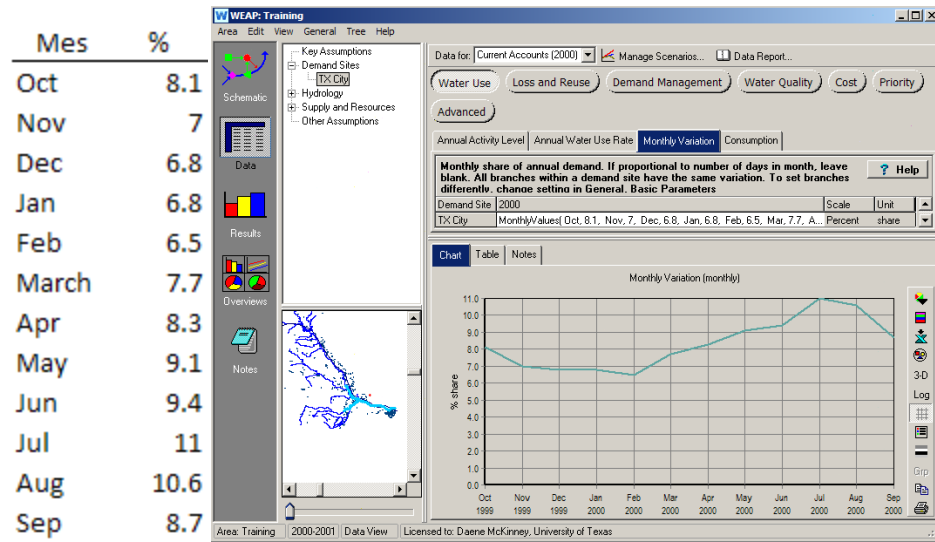 Mes %
Oct 8.1
Nov 7
Dec 6.8
Jan 6.8
Feb 6.5
March 7.7
Apr 8.3
May 9.1
Jun 9.4
Jul 11
Aug 10.6
Sep 8.7
WEAP: Training
Area Edit View General Tree Help
Schematic
Data
Results
Overviews
Notes
Key Assumptions
Demand Sites
TX City
Hydrology
Supply and Resources
Other Assumptions
Data for: Current Accounts (2000) Manage Scenarios... Data Report...
Water Use Loss and Reuse Demand Management Water Quality Cost Priority
Advanced
Annual Activity Level Annual Water Use Rate Monthly Variation Consumption
Monthly share of annual demand. If proportional to number of days in month, leave
blank. All branches within a demand site have the same variation. To set branches
differently, change setting in General, Basic Parameters
? Help
Demand Site 2000 Scale Unit
TX City MonthlyValues( Oct, 8.1, Nov, 7, Dec, 6.8, Jan, 6.8, Feb, 6.5, Mar, 7.7, A... Percent share
Chart Table Notes
Monthly Variation (monthly)
% share
11.0
10.0
9.0
8.0
7.0
6.0
5.0
4.0
3.0
2.0
1.0
0.0
Oct Nov Dec Jan Feb Mar Apr May Jun Jul Aug Sep
1999 1999 1999 2000 2000 2000 2000 2000 2000 2000 2000 2000
3-D
Log
Grp
Area: Training 2000-2001 Data View Licensed to: Daene McKinney, University of Texas